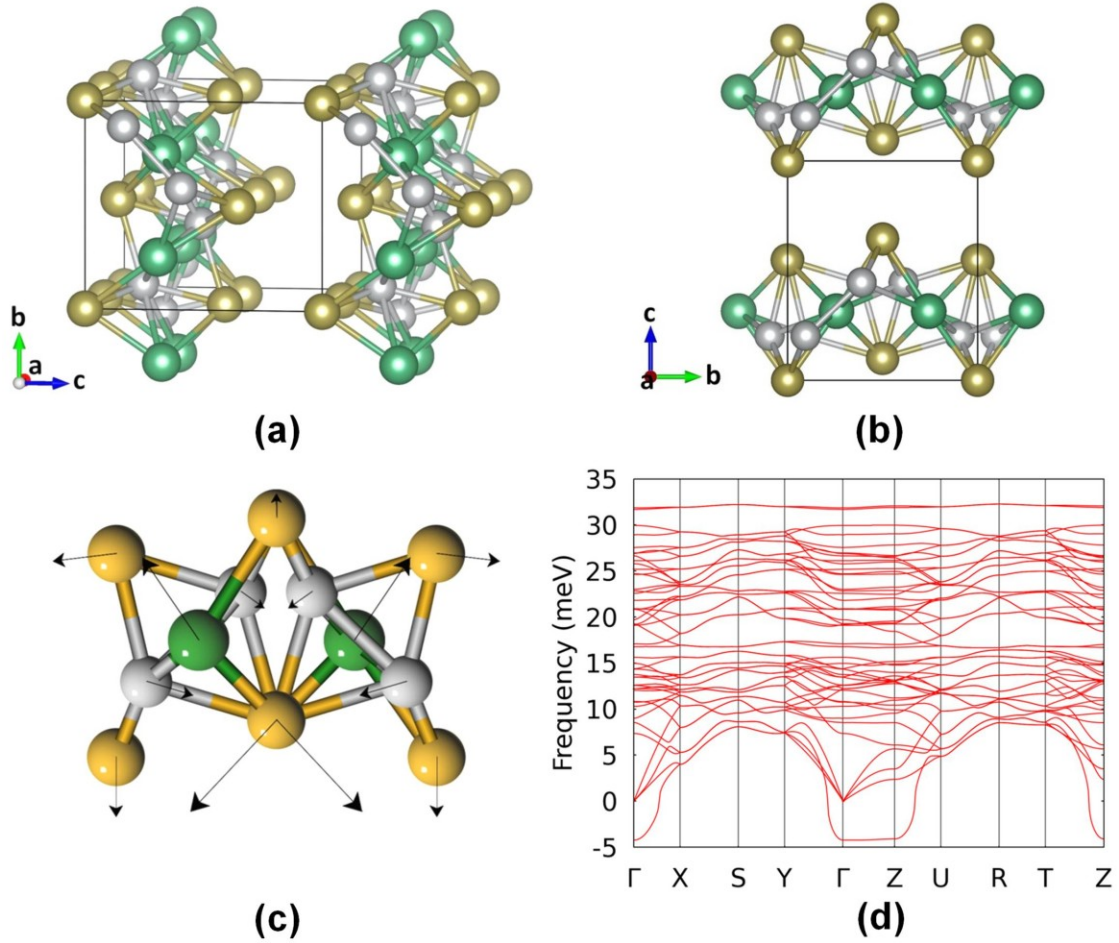 b
a
c
(a)
c
a
b
(b)
(c)
Frequency (meV)
35
30
25
20
15
10
5
0
-5
Γ X S Y Γ Z U R T Z
(d)